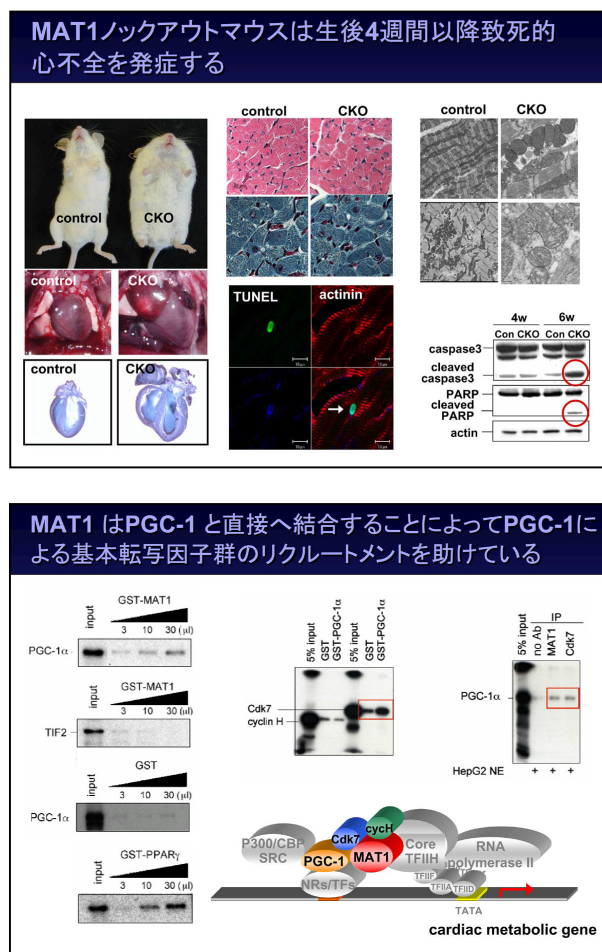 MAT1ノックアウトマウスは生後4週間以降致死的
心不全を発症する
control CKO
control CKO
control CKO
control CKO
control CKO
TUNEL actinin
4w 6w
Con CKO Con CKO
caspase3
cleaved
caspase3
PARP
cleaved
PARP
actin
MAT1 はPGC-1 と直接へ結合することによってPGC-1に
よる基本転写因子群のリクルートメントを助けている
GST-MAT1
input
3 10 30 (μl)
PGC-1α
GST-MAT1
input
3 10 30 (μl)
TIF2
GST
input
3 10 30 (μl)
PGC-1α
GST-PPARγ
input
3 10 30 (μl)
5% input
GST
GST-PGC-1α
5% input
GST
GST-PGC-1α
Cdk7
cyclin H
IP
5% input
no Ab
MAT1
Cdk7
PGC-1α
HepG2 NE + + +
P300/CBP
SRC
PGC-1
Cdk7
cycH
MAT1
NRs/TFs
Core
TFIIH
RNA
polymerase II
TFIIF
TFIIA
TFIID
TATA
cardiac metabolic gene